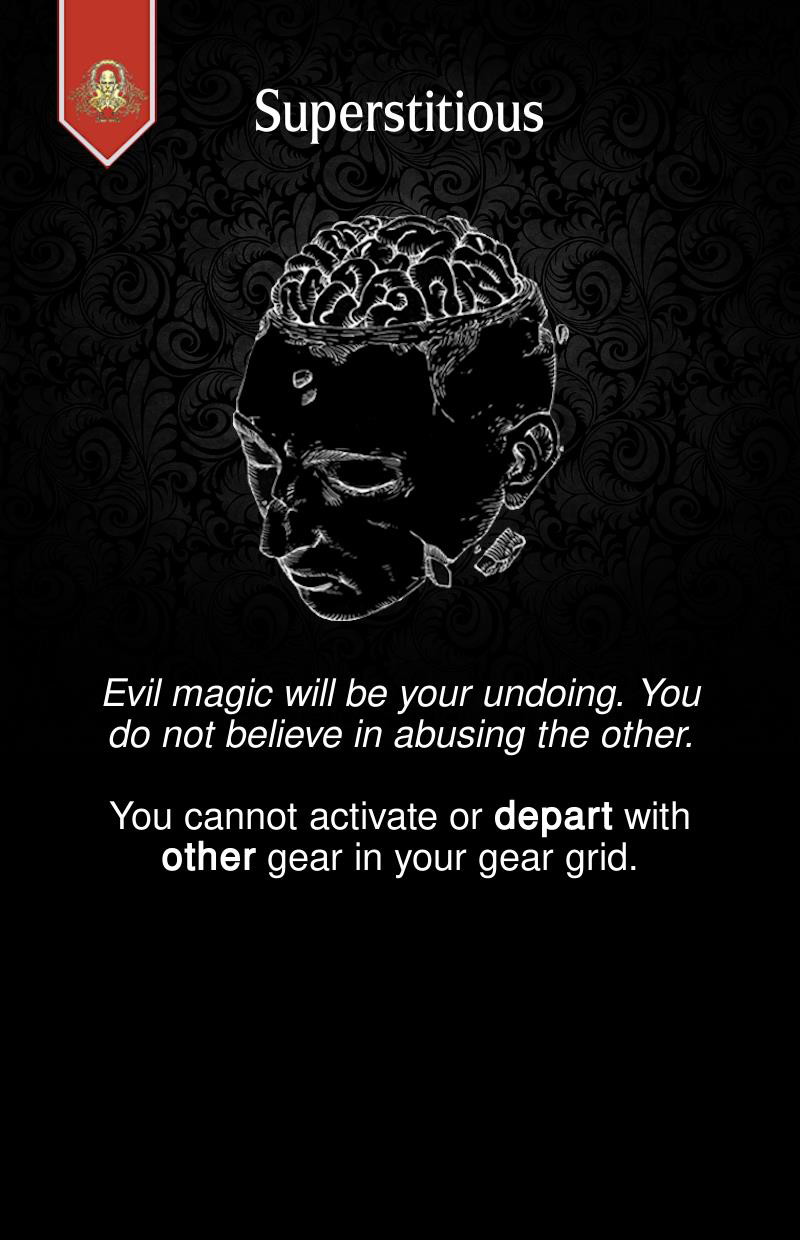 Superstitious
Evil magic will be your undoing. You
do not believe in abusing the other.
You cannot activate or depart with
other gear in your gear grid.